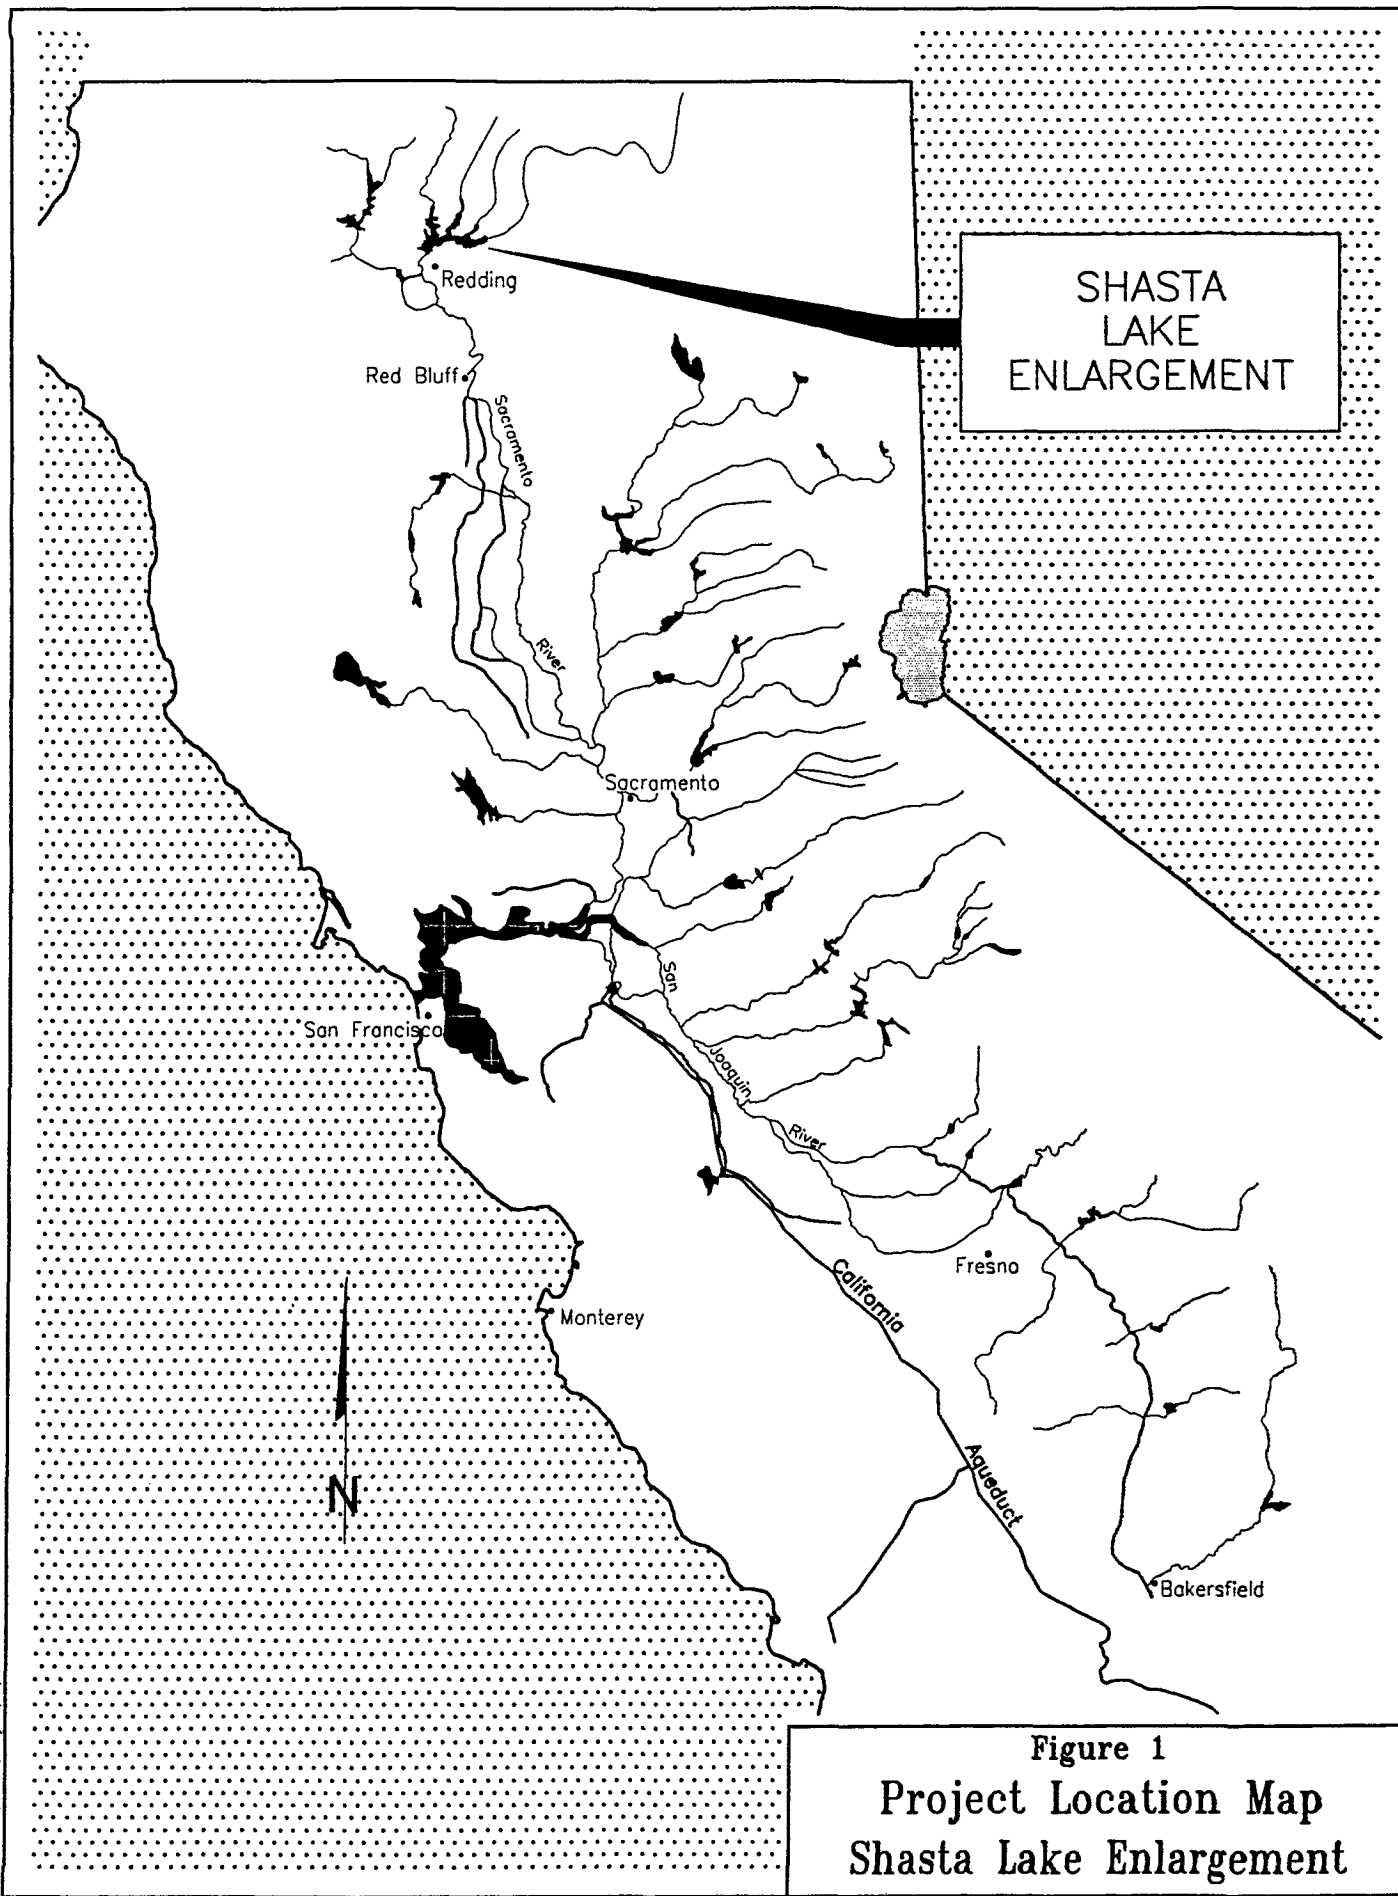 SHASTA
LAKE
ENLARGEMENT
Redding
Red Bluff
Sacramento
River
Sacramento
San Francisco
San
Joaquin
River
Fresno
California
Monterey
Aqueduct
N
Bakersfield
Figure 1
Project Location Map
Shasta Lake Enlargement